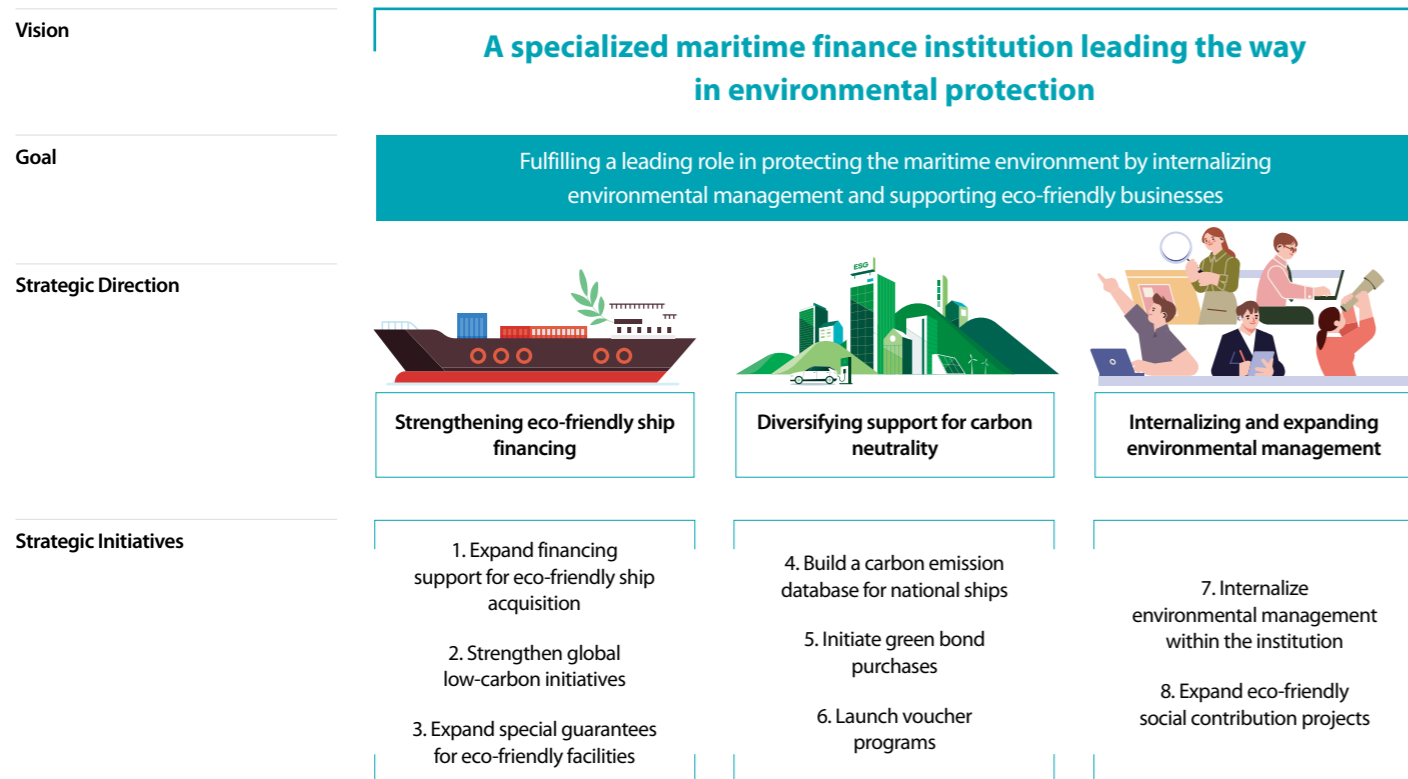 Vision
A specialized maritime finance institution leading the way
in environmental protection
Goal
Fulfilling a leading role in protecting the maritime environment by internalizing
environmental management and supporting eco-friendly businesses
Strategic Direction
ESG
Strengthening eco-friendly ship
financing
Diversifying support for carbon
neutrality
Internalizing and expanding
environmental management
Strategic Initiatives
1. Expand financing
support for eco-friendly ship
acquisition
2. Strengthen global
low-carbon initiatives
3. Expand special guarantees
for eco-friendly facilities
4. Build a carbon emission
database for national ships
5. Initiate green bond
purchases
6. Launch voucher
programs
7. Internalize
environmental management
within the institution
8. Expand eco-friendly
social contribution projects